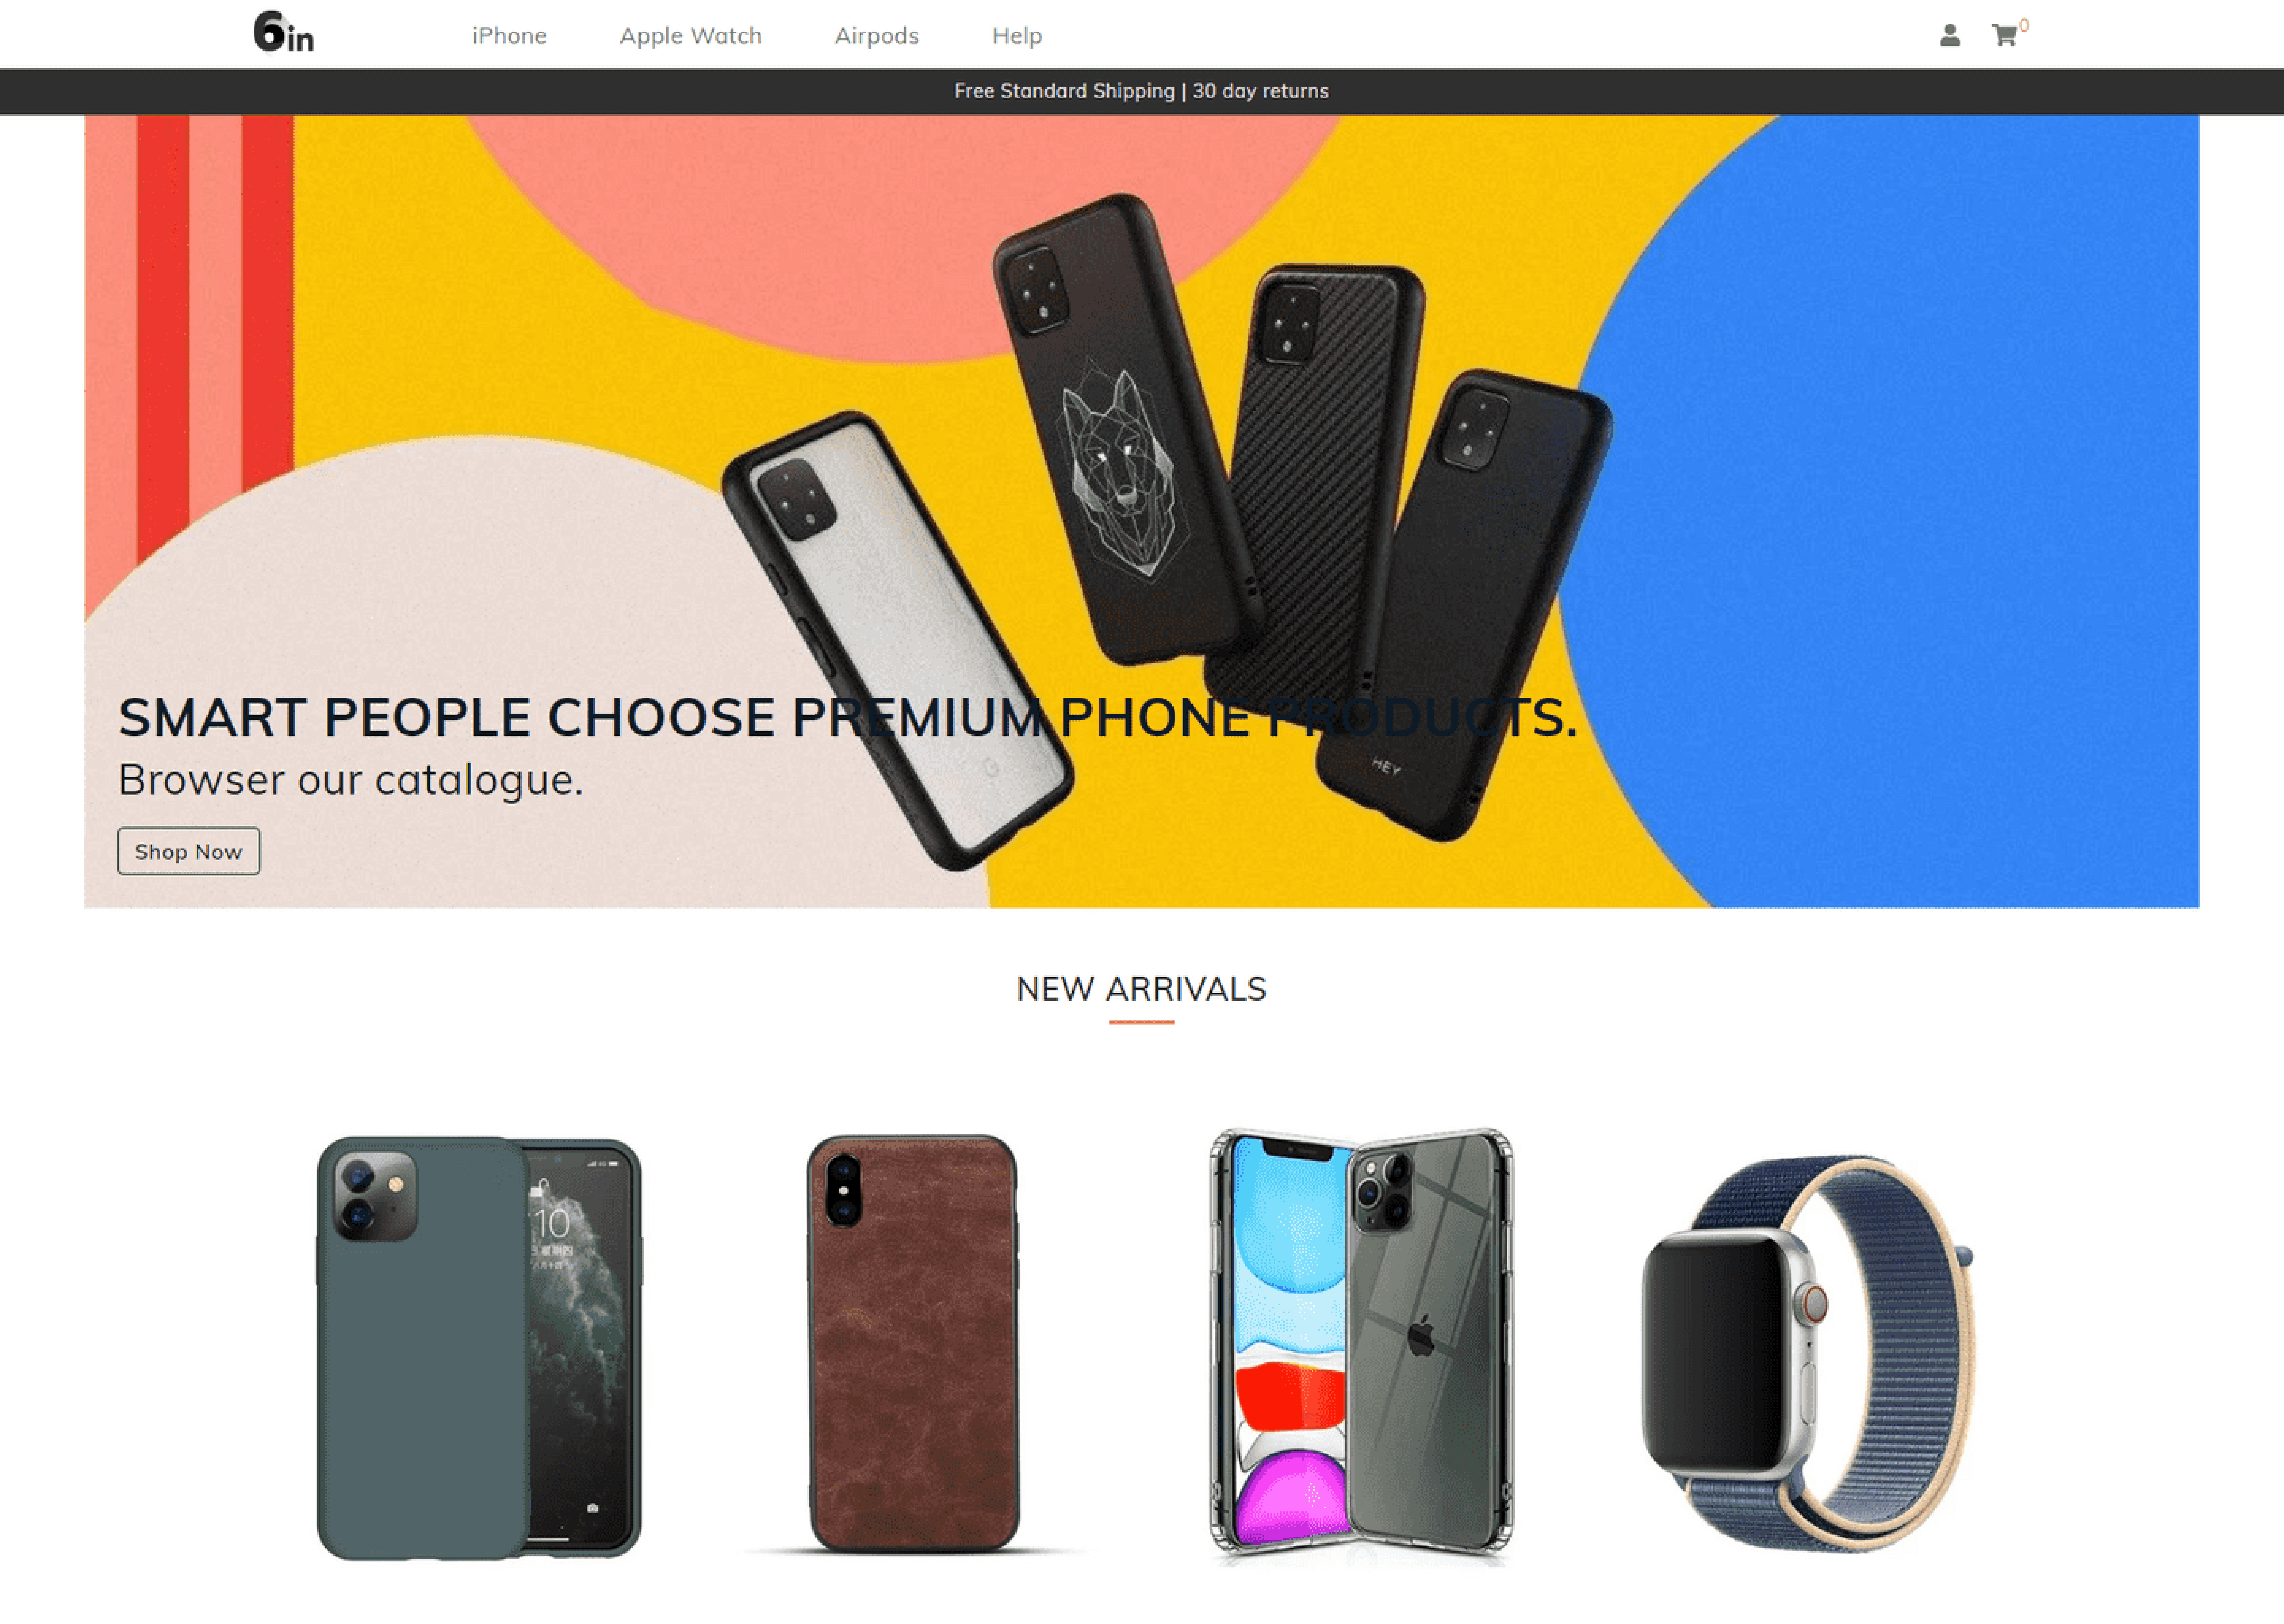 6in
iPhone
Apple Watch
Airpods
Help
0
Free Standard Shipping | 30 day returns
SMART PEOPLE CHOOSE PREMIUM PHONE PRODUCTS.
Browser our catalogue.
HEY
Shop Now
NEW ARRIVALS
10